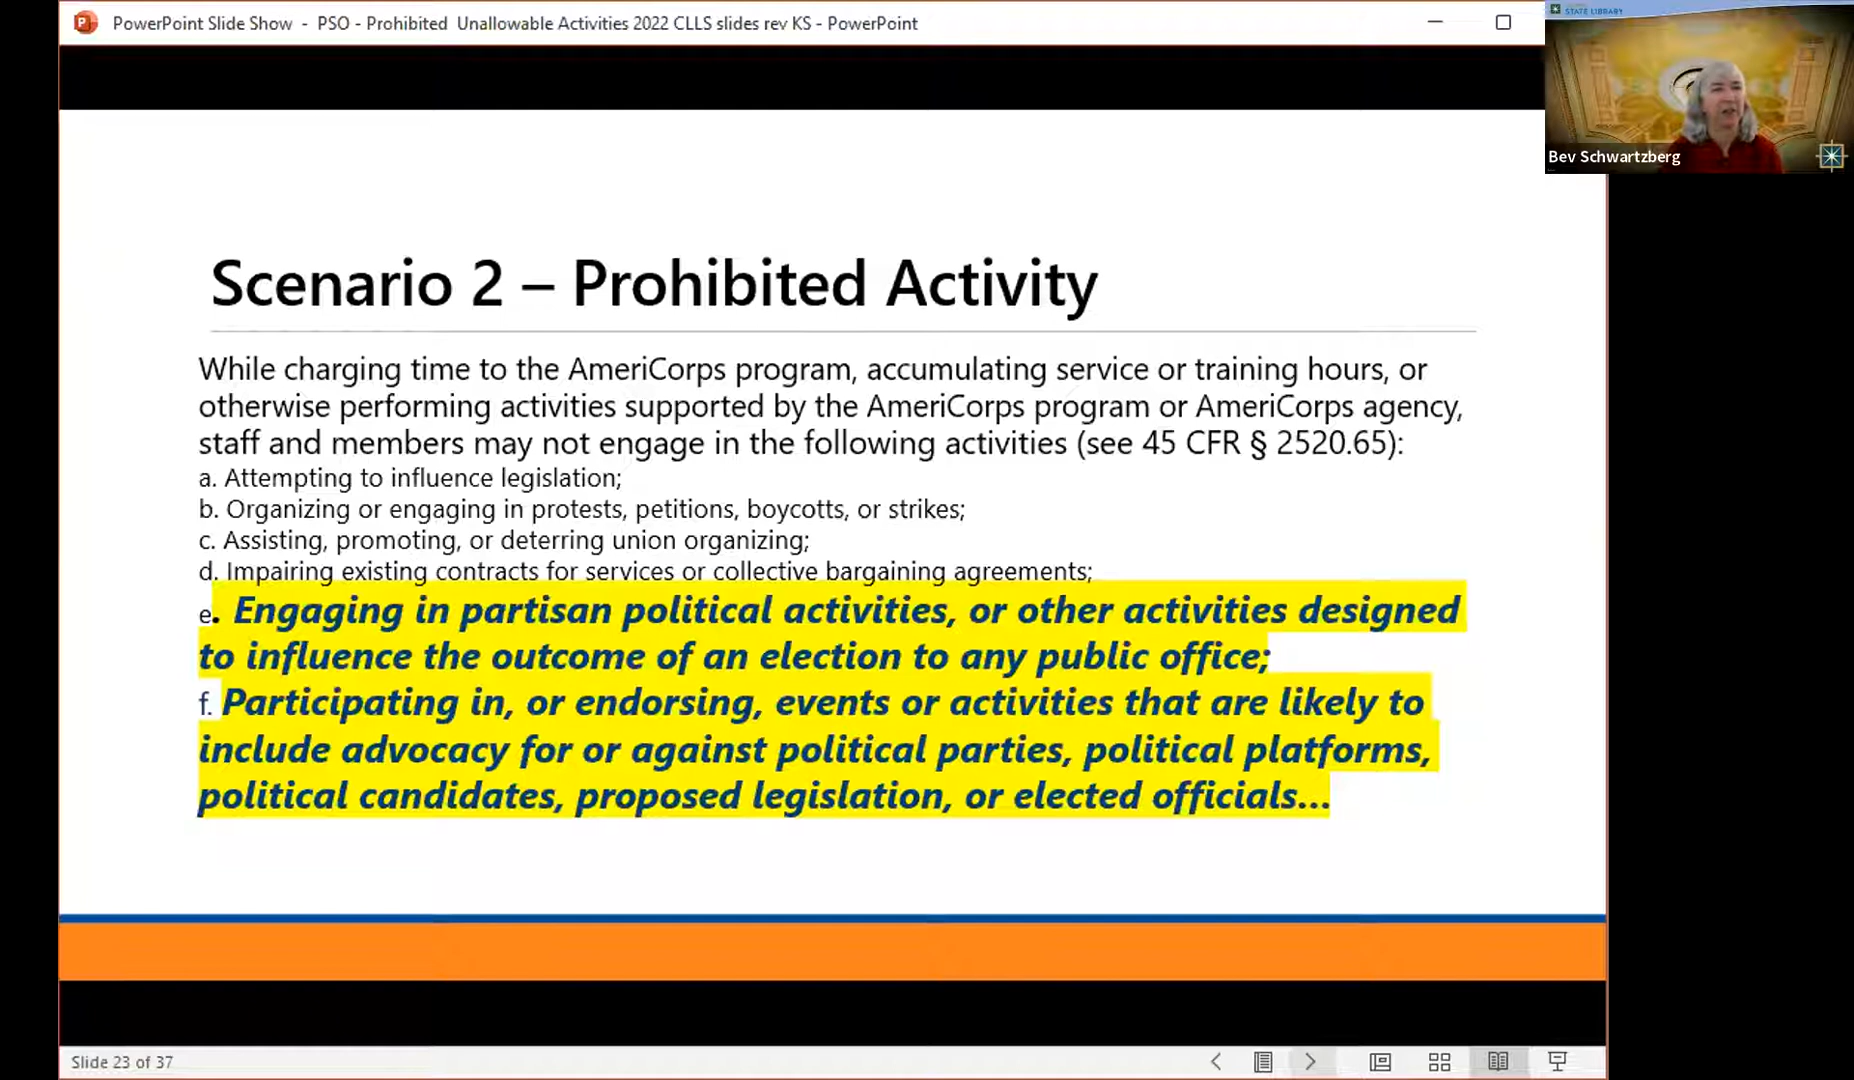 PowerPoint Slide Show - PSO - Prohibited Unallowable Activities 2022 CLLS slides rev KS - PowerPoint
STATE LIBRARY
Bev Schwartzberg
Scenario 2 – Prohibited Activity
While charging time to the AmeriCorps program, accumulating service or training hours, or
otherwise performing activities supported by the AmeriCorps program or AmeriCorps agency,
staff and members may not engage in the following activities (see 45 CFR § 2520.65):
a. Attempting to influence legislation;
b. Organizing or engaging in protests, petitions, boycotts, or strikes;
c. Assisting, promoting, or deterring union organizing;
d. Impairing existing contracts for services or collective bargaining agreements;
e. Engaging in partisan political activities, or other activities designed
to influence the outcome of an election to any public office;
f. Participating in, or endorsing, events or activities that are likely to
include advocacy for or against political parties, political platforms,
political candidates, proposed legislation, or elected officials...
Slide 23 of 37